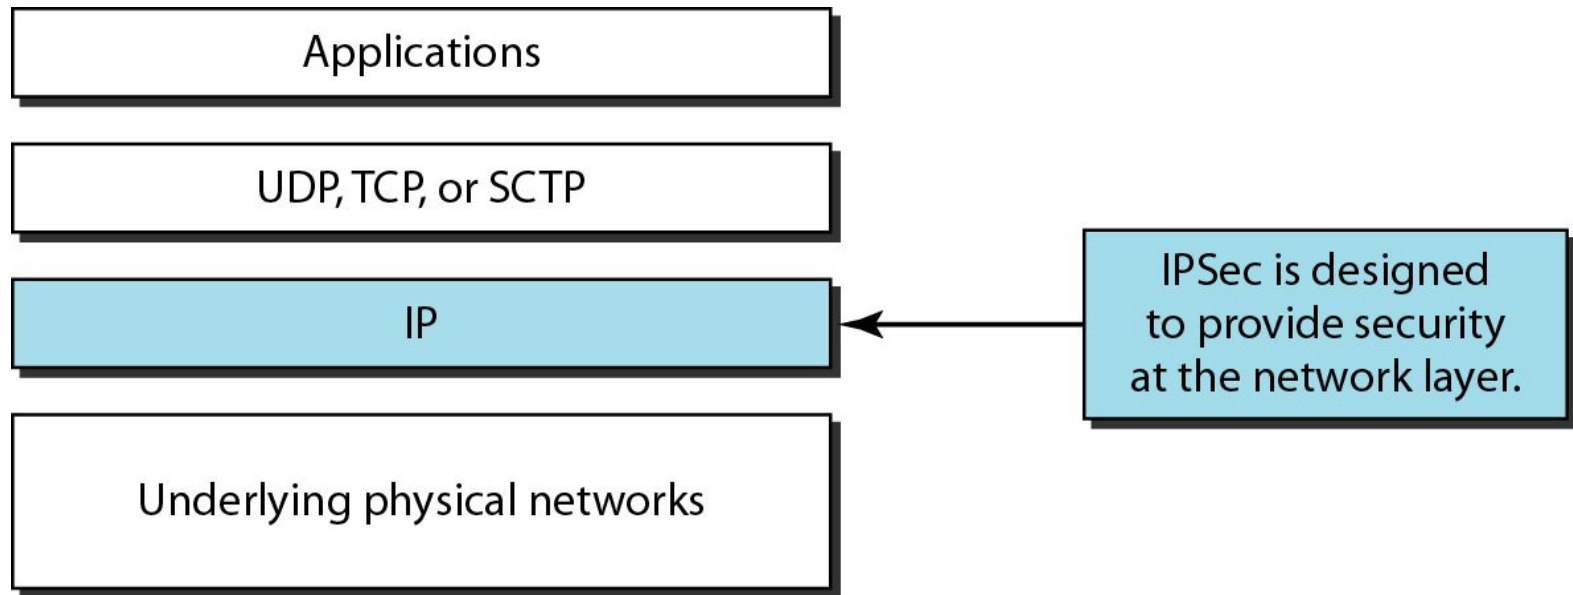 Applications
UDP, TCP, or SCTP
IP
IPSec is designed
to provide security
at the network layer.
Underlying physical networks